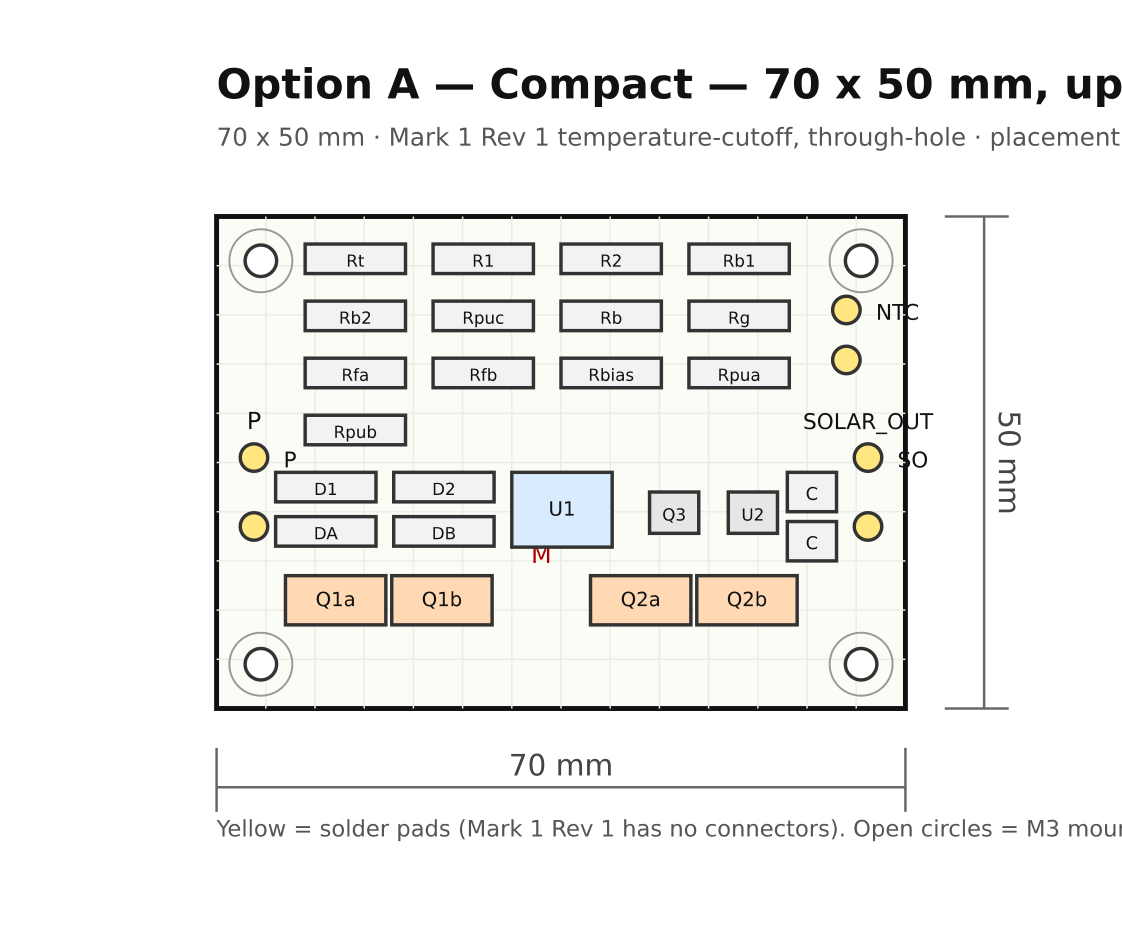 Option A — Compact — 70 x 50 mm, up
70 x 50 mm · Mark 1 Rev 1 temperature-cutoff, through-hole · placement
Rt R1 R2 Rb1
Rb2 Rpuc Rb Rg NTC
Rfa Rfb Rbias Rpua
P SOLAR_OUT
Rpub
P SO
50 mm
D1 D2 C
U1 Q3 U2
DA DB C
M
Q1a Q1b Q2a Q2b
70 mm
Yellow = solder pads (Mark 1 Rev 1 has no connectors). Open circles = M3